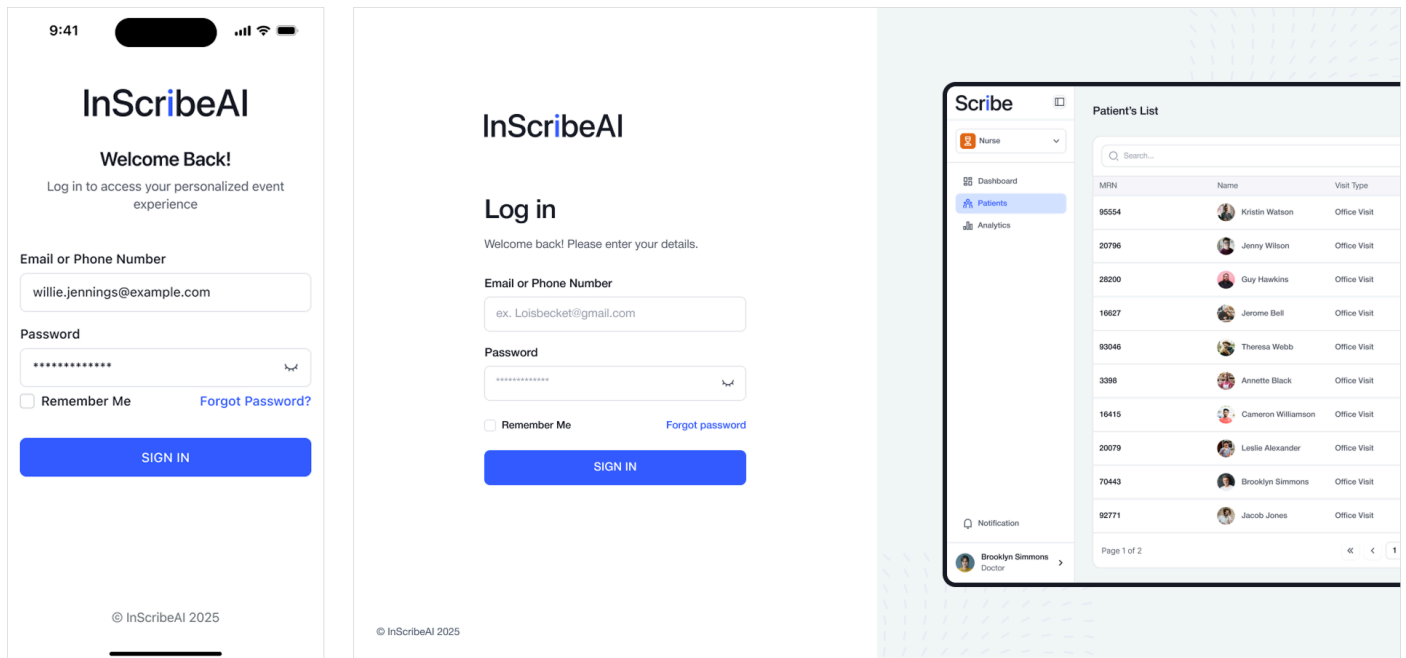 9:41
InScribeAI
Welcome Back!
Log in to access your personalized event
experience
Email or Phone Number
willie.jennings@example.com
Password
*************
Remember Me
Forgot Password?
SIGN IN
© InScribeAI 2025
InScribeAI
Log in
Welcome back! Please enter your details.
Email or Phone Number
ex. Loisbecket@gmail.com
Password
*************
Remember Me
Forgot password
SIGN IN
© InScribeAI 2025
Scribe
Nurse
Dashboard
Patients
Analytics
Notification
Brooklyn Simmons
Doctor
Patient's List
Search...
MRN Name Visit Type
95554 Kristin Watson Office Visit
20796 Jenny Wilson Office Visit
28200 Guy Hawkins Office Visit
16627 Jerome Bell Office Visit
93046 Theresa Webb Office Visit
3398 Annette Black Office Visit
16415 Cameron Williamson Office Visit
20079 Leslie Alexander Office Visit
70443 Brooklyn Simmons Office Visit
92771 Jacob Jones Office Visit
Page 1 of 2
« ‹ 1